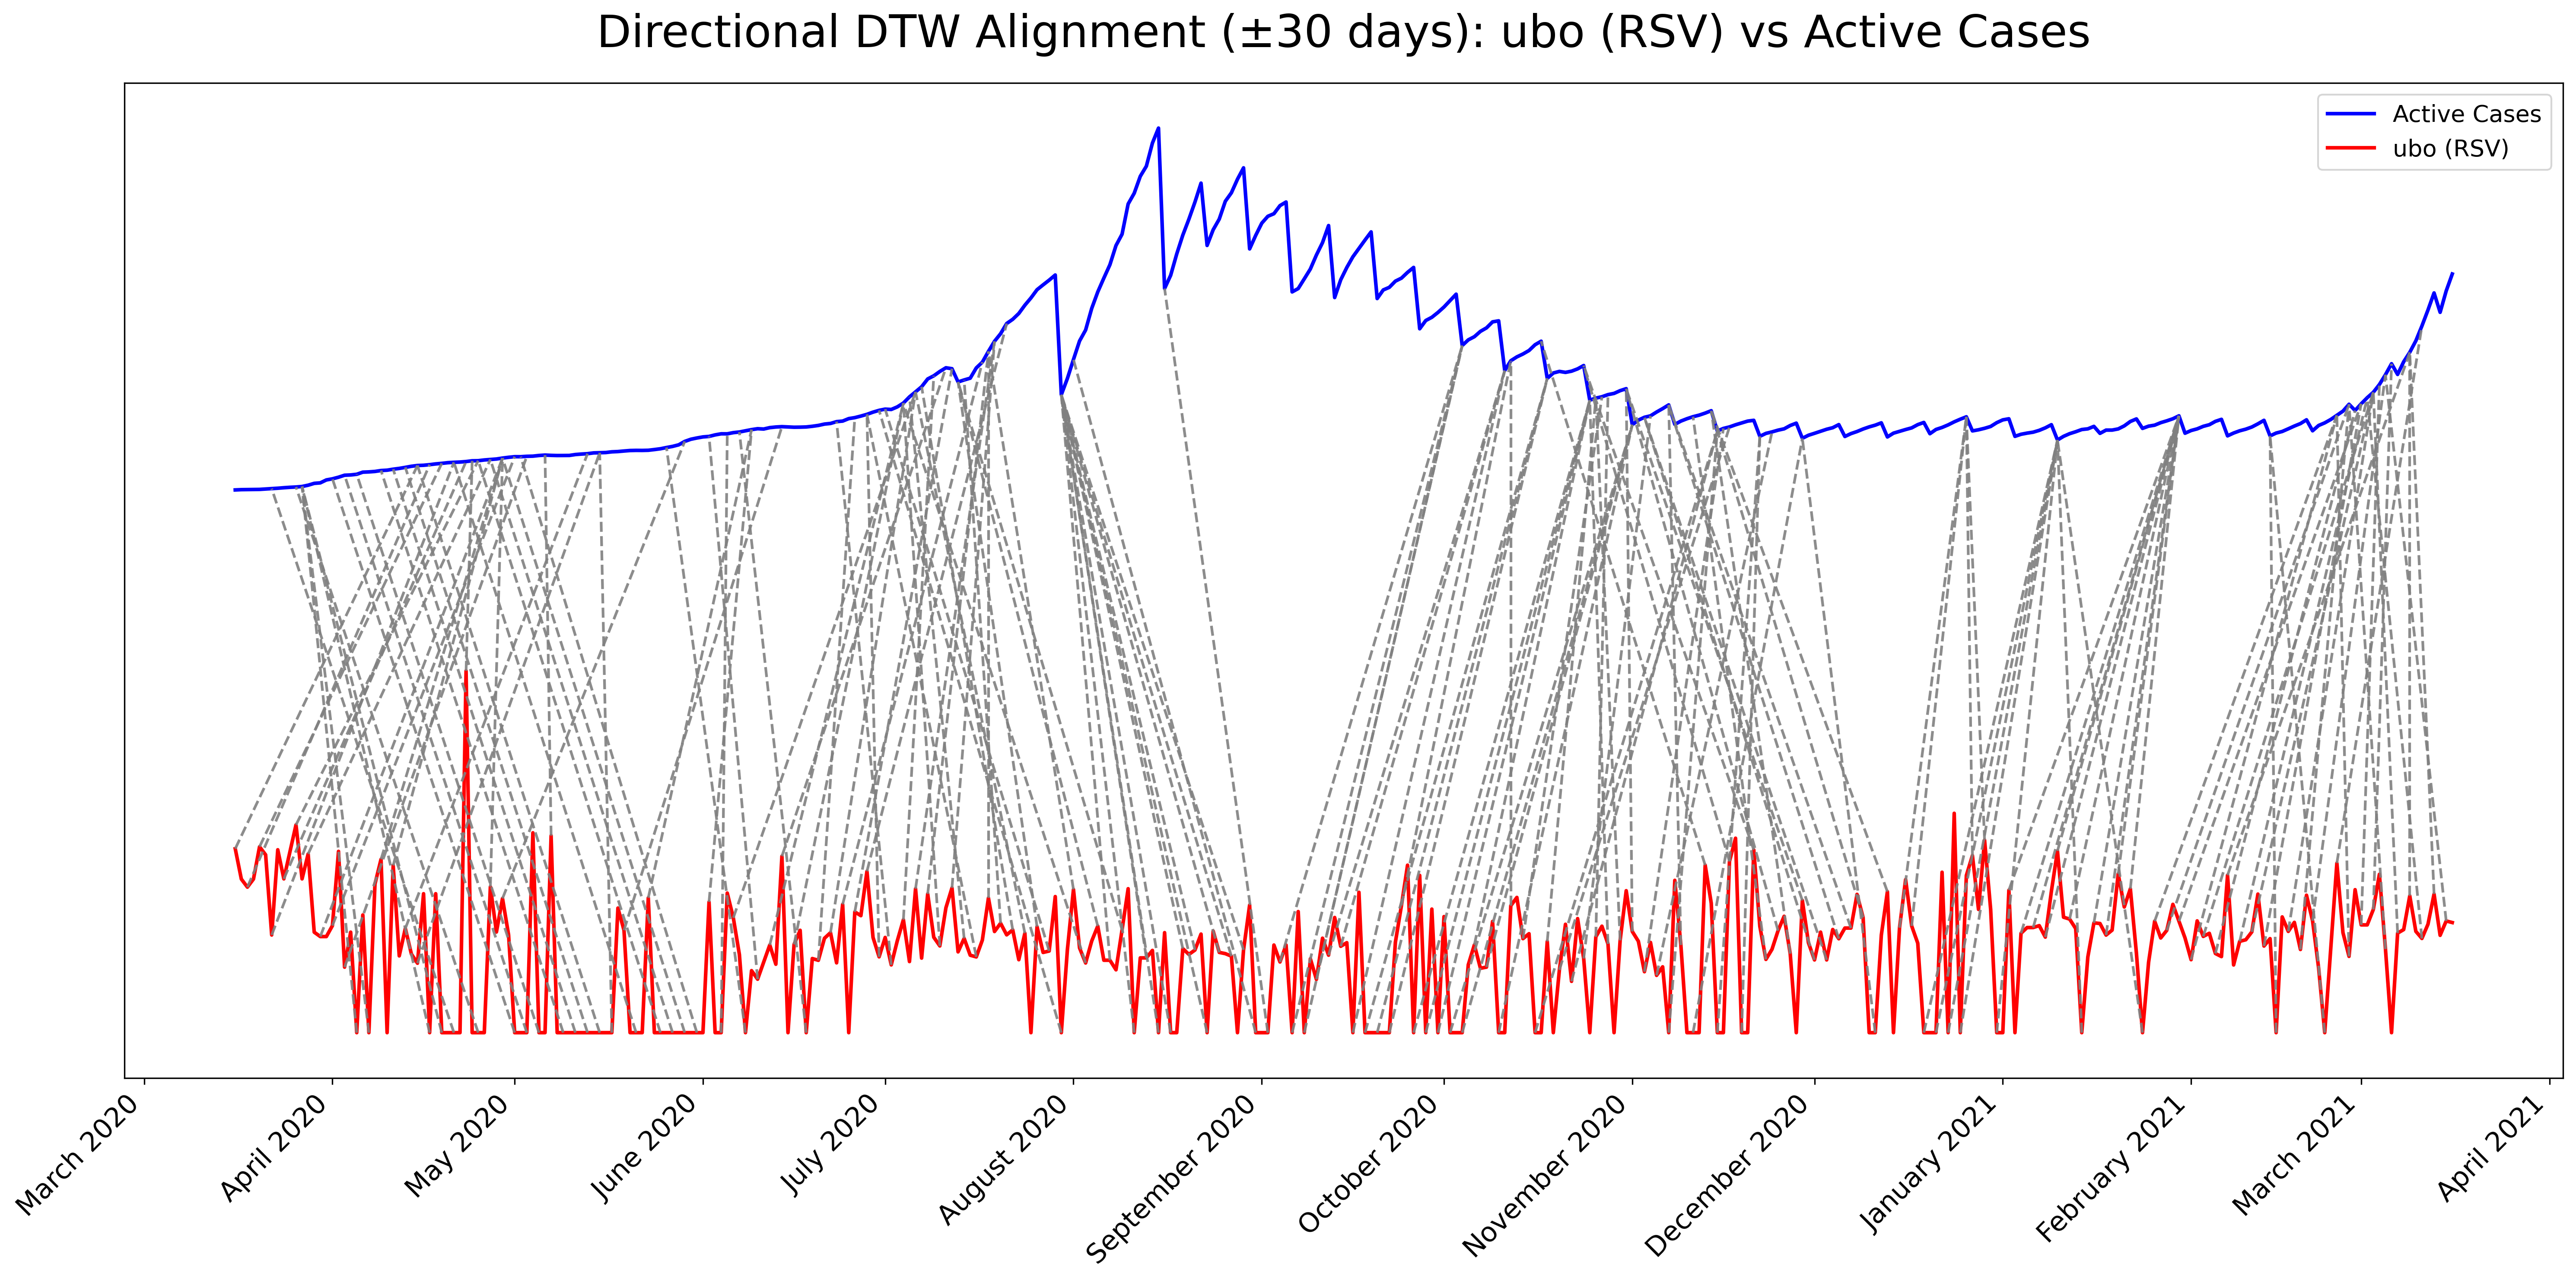 Directional DTW Alignment (±30 days): ubo (RSV) vs Active Cases
Active Cases
ubo (RSV)
March 2020
April 2020
May 2020
June 2020
July 2020
August 2020
September 2020
October 2020
November 2020
December 2020
January 2021
February 2021
March 2021
April 2021